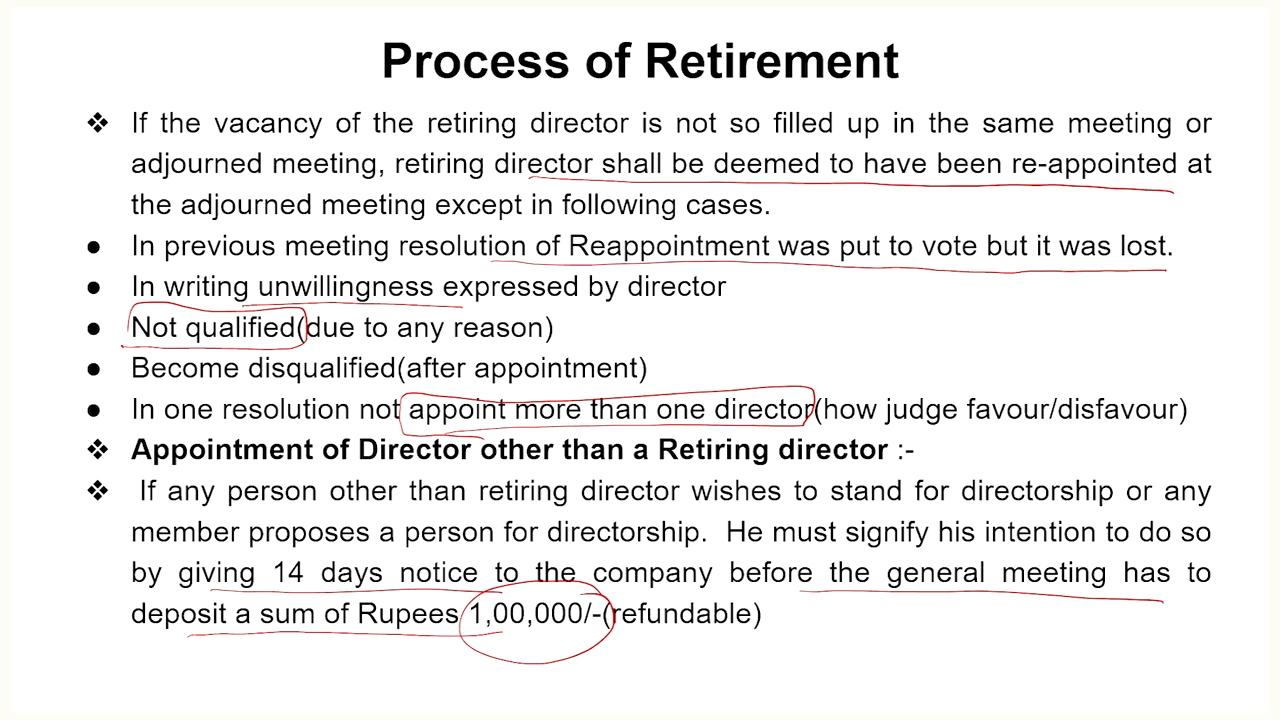 Process of Retirement
❖ If the vacancy of the retiring director is not so filled up in the same meeting or
adjourned meeting, retiring director shall be deemed to have been re-appointed at
the adjourned meeting except in following cases.
● In previous meeting resolution of Reappointment was put to vote but it was lost.
● In writing unwillingness expressed by director
● Not qualified(due to any reason)
● Become disqualified(after appointment)
● In one resolution not appoint more than one director(how judge favour/disfavour)
❖ Appointment of Director other than a Retiring director :-
❖ If any person other than retiring director wishes to stand for directorship or any
member proposes a person for directorship. He must signify his intention to do so
by giving 14 days notice to the company before the general meeting has to
deposit a sum of Rupees 1,00,000/-(refundable)